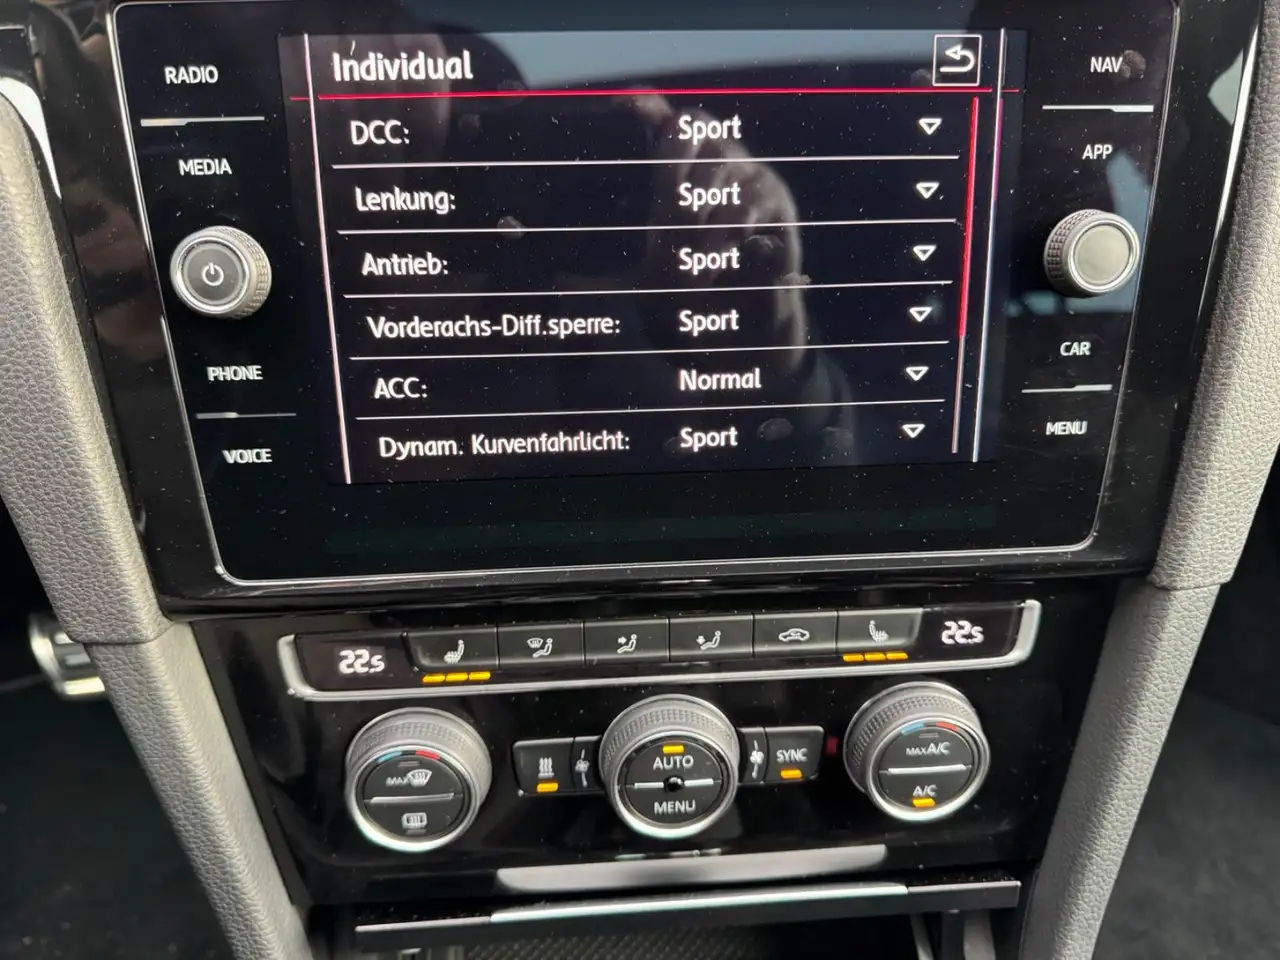 Individual
RADIO
NAV
DCC: Sport
APP
MEDIA
Lenkung: Sport
Antrieb: Sport
Vorderachs-Diff.sperre: Sport
CAR
PHONE
ACC: Normal
MENU
Dynam. Kurvenfahrlicht: Sport
VOICE
22.5
22.5
AUTO
SYNC
MAX A/C
MAX
A/C
MENU